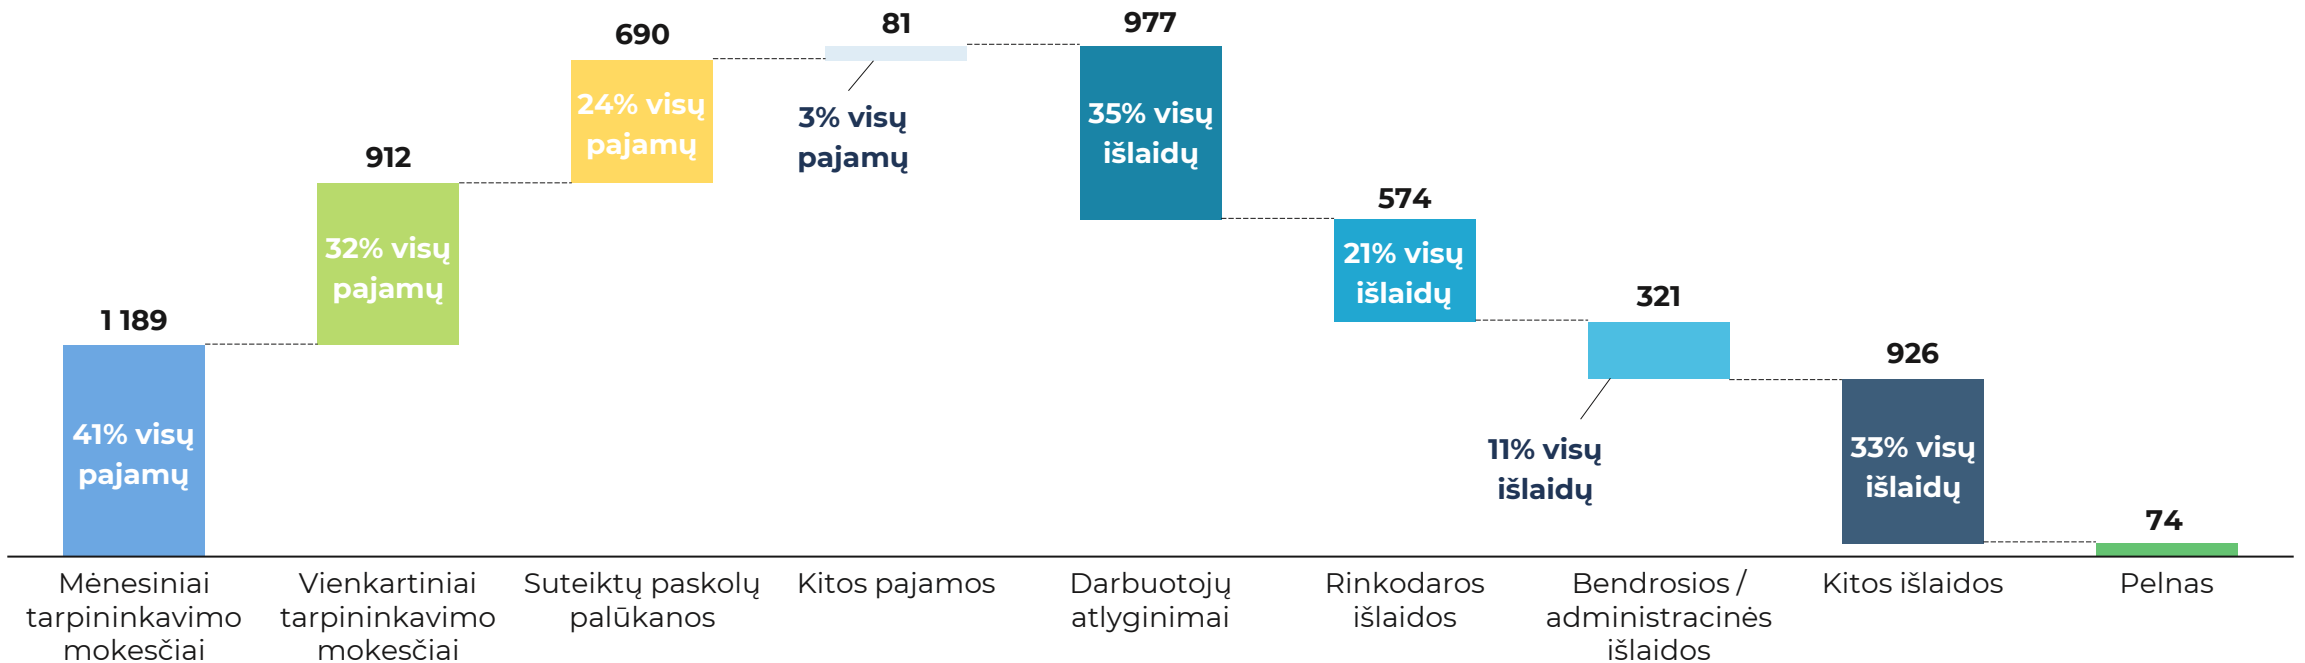 1 189
41% visų
pajamų
Mėnesiniai
tarpininkavimo
mokesčiai
912
32% visų
pajamų
Vienkartiniai
tarpininkavimo
mokesčiai
690
24% visų
pajamų
Suteiktų paskolų
palūkanos
81
3% visų
pajamų
Kitos pajamos
977
35% visų
išlaidų
Darbuotojų
atlyginimai
574
21% visų
išlaidų
Rinkodaros
išlaidos
321
11% visų
išlaidų
Bendrosios /
administracinės
išlaidos
926
33% visų
išlaidų
Kitos išlaidos
74
Pelnas